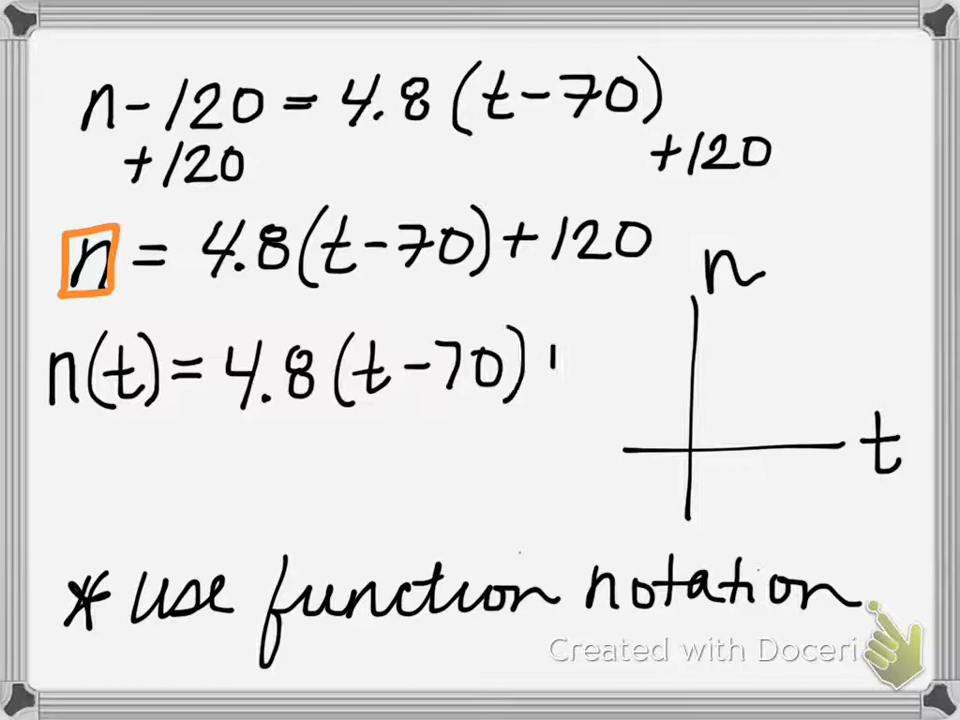 n - 120 = 4.8 (t - 70)
+120 +120
n = 4.8(t - 70) + 120
n
n(t) = 4.8 (t - 70) ı
t
* use function notation
Created with Doceri